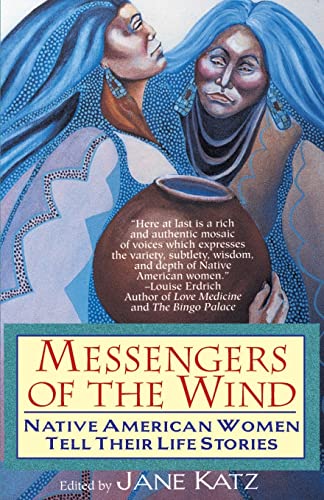 "Here at last is a rich
and authentic mosaic
of voices which expresses
the variety, subtlety, wisdom,
and depth of Native
American women."
–Louise Erdrich
Author of Love Medicine
and The Bingo Palace
MESSENGERS
OF THE WIND
NATIVE AMERICAN WOMEN
TELL THEIR LIFE STORIES
Edited by JANE KATZ